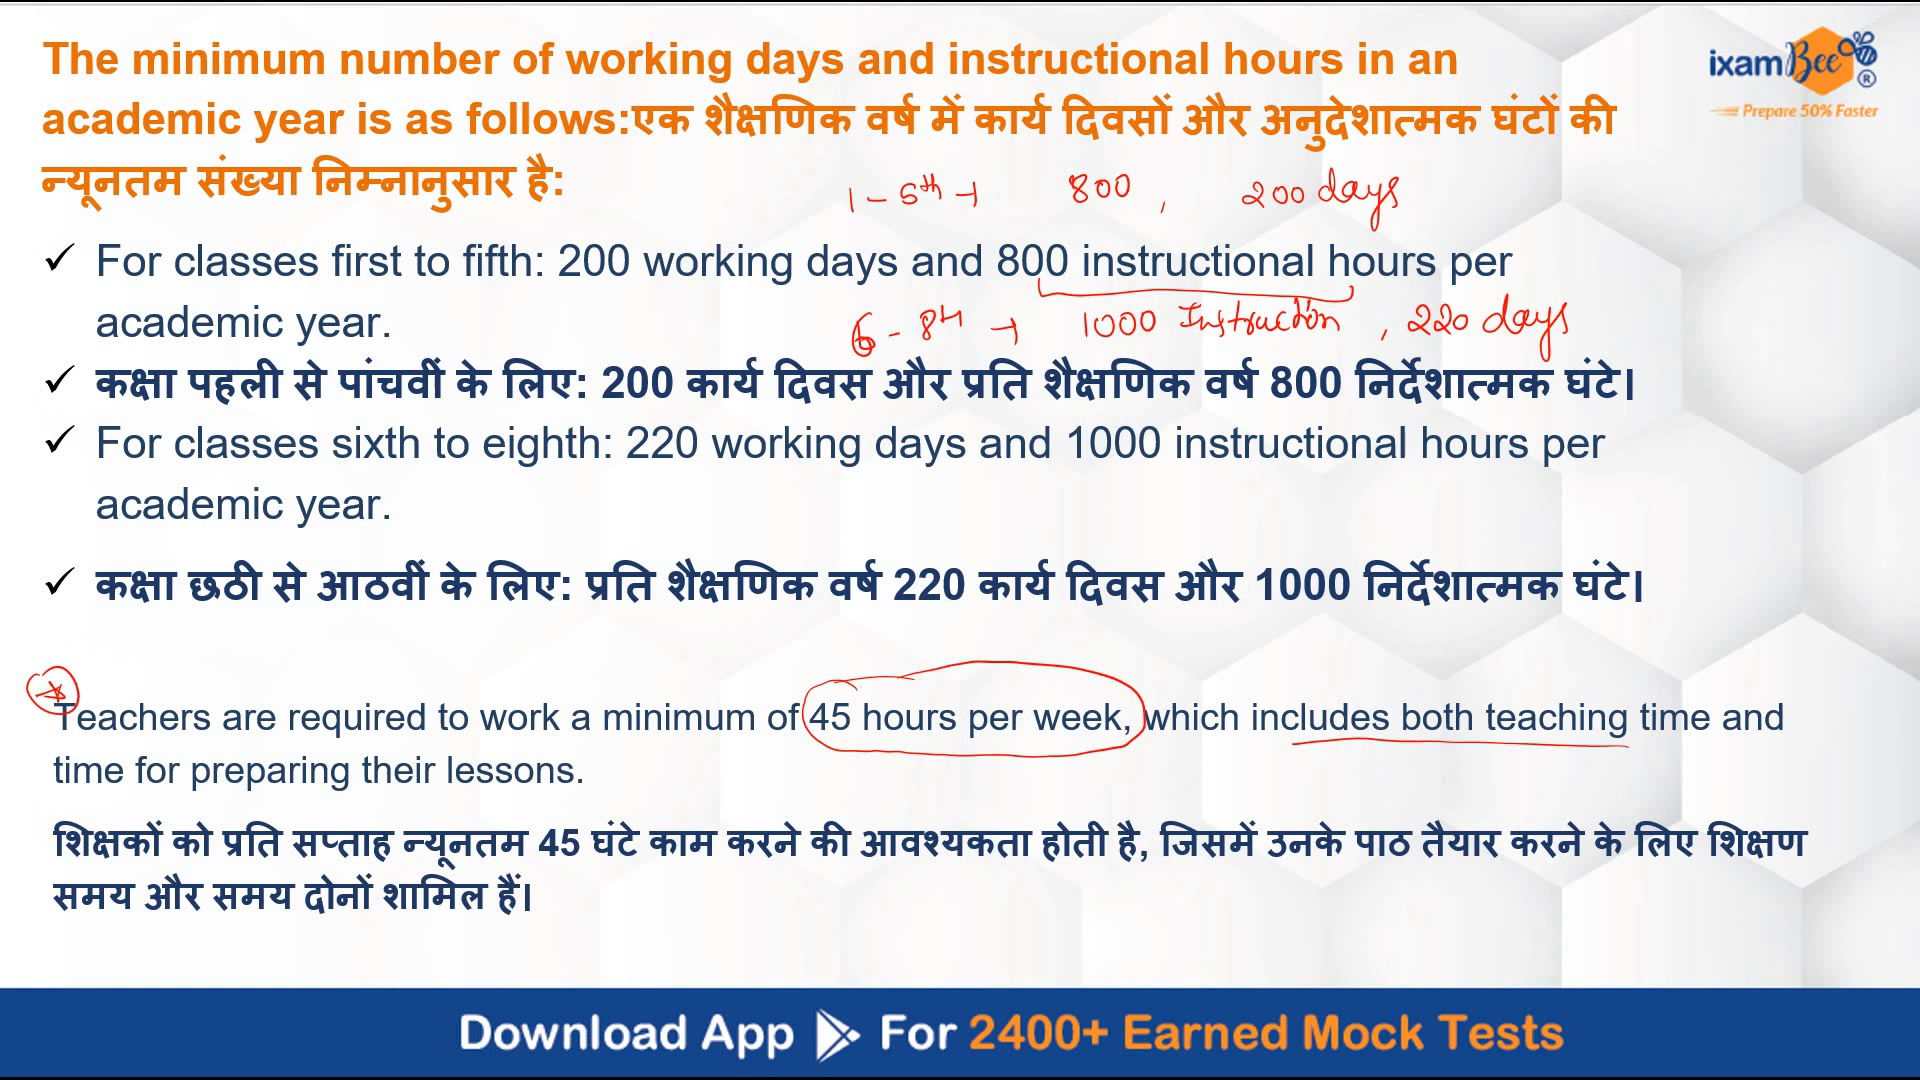 The minimum number of working days and instructional hours in an
academic year is as follows:एक शैक्षणिक वर्ष में कार्य दिवसों और अनुदेशात्मक घंटों की
न्यूनतम संख्या निम्नानुसार है:
ixamBee ®
Prepare 50% Faster
1 - 5th → 800, 200 days
✓ For classes first to fifth: 200 working days and 800 instructional hours per
academic year.
6 - 8th → 1000 Instruction, 220 days
✓ कक्षा पहली से पांचवीं के लिए: 200 कार्य दिवस और प्रति शैक्षणिक वर्ष 800 निर्देशात्मक घंटे।
✓ For classes sixth to eighth: 220 working days and 1000 instructional hours per
academic year.
✓ कक्षा छठी से आठवीं के लिए: प्रति शैक्षणिक वर्ष 220 कार्य दिवस और 1000 निर्देशात्मक घंटे।
Teachers are required to work a minimum of 45 hours per week, which includes both teaching time and
time for preparing their lessons.
शिक्षकों को प्रति सप्ताह न्यूनतम 45 घंटे काम करने की आवश्यकता होती है, जिसमें उनके पाठ तैयार करने के लिए शिक्षण
समय और समय दोनों शामिल हैं।
Download App For 2400+ Earned Mock Tests